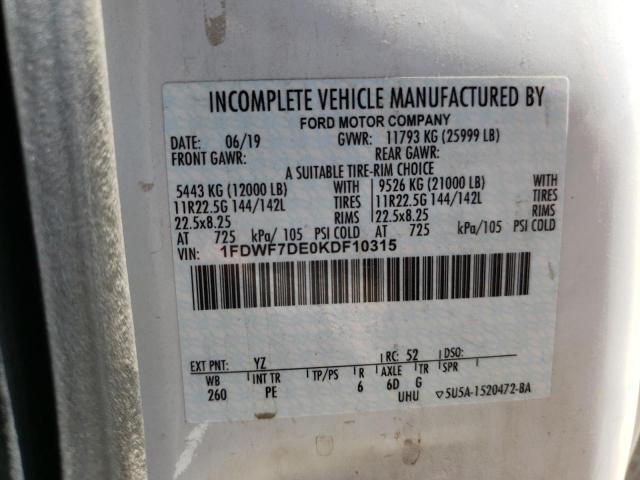 INCOMPLETE VEHICLE MANUFACTURED BY
FORD MOTOR COMPANY
DATE: 06/19 GVWR: 11793 KG (25999 LB)
FRONT GAWR: REAR GAWR:
A SUITABLE TIRE-RIM CHOICE
5443 KG (12000 LB) WITH 9526 KG (21000 LB) WITH
11R22.5G 144/142L TIRES 11R22.5G 144/142L TIRES
22.5x8.25 RIMS 22.5x8.25 RIMS
AT 725 kPa/ 105 PSI COLD AT 725 kPa/ 105 PSI COLD
VIN: 1FDWF7DE0KDF10315
EXT PNT: YZ RC: 52 DSO:
WB INT TR TP/PS R AXLE TR SPR
260 PE 6 6D G
UHU ▽5U5A-1520472-BA